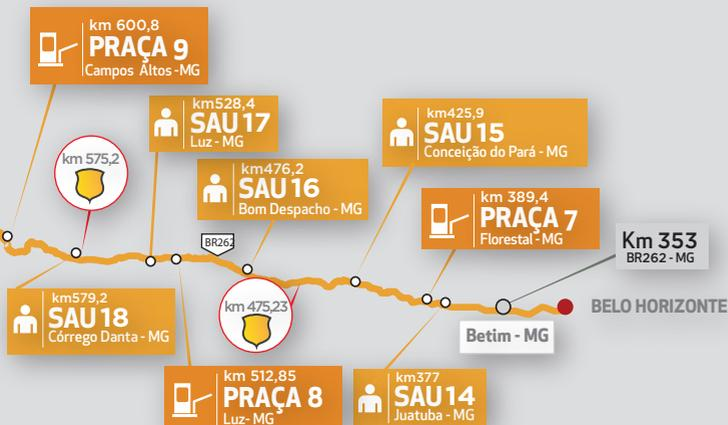 km 600,8
PRAÇA 9
Campos Altos -MG
km528,4
SAU 17
Luz - MG
km425,9
SAU 15
Conceição do Pará - MG
km 575,2
km476,2
SAU 16
Bom Despacho - MG
km 389,4
PRAÇA 7
Florestal - MG
Km 353
BR262 - MG
BR262
km579,2
SAU 18
Córrego Danta - MG
km 475,23
BELO HORIZONTE
Betim - MG
km 512,85
PRAÇA 8
Luz- MG
km377
SAU 14
Juatuba - MG